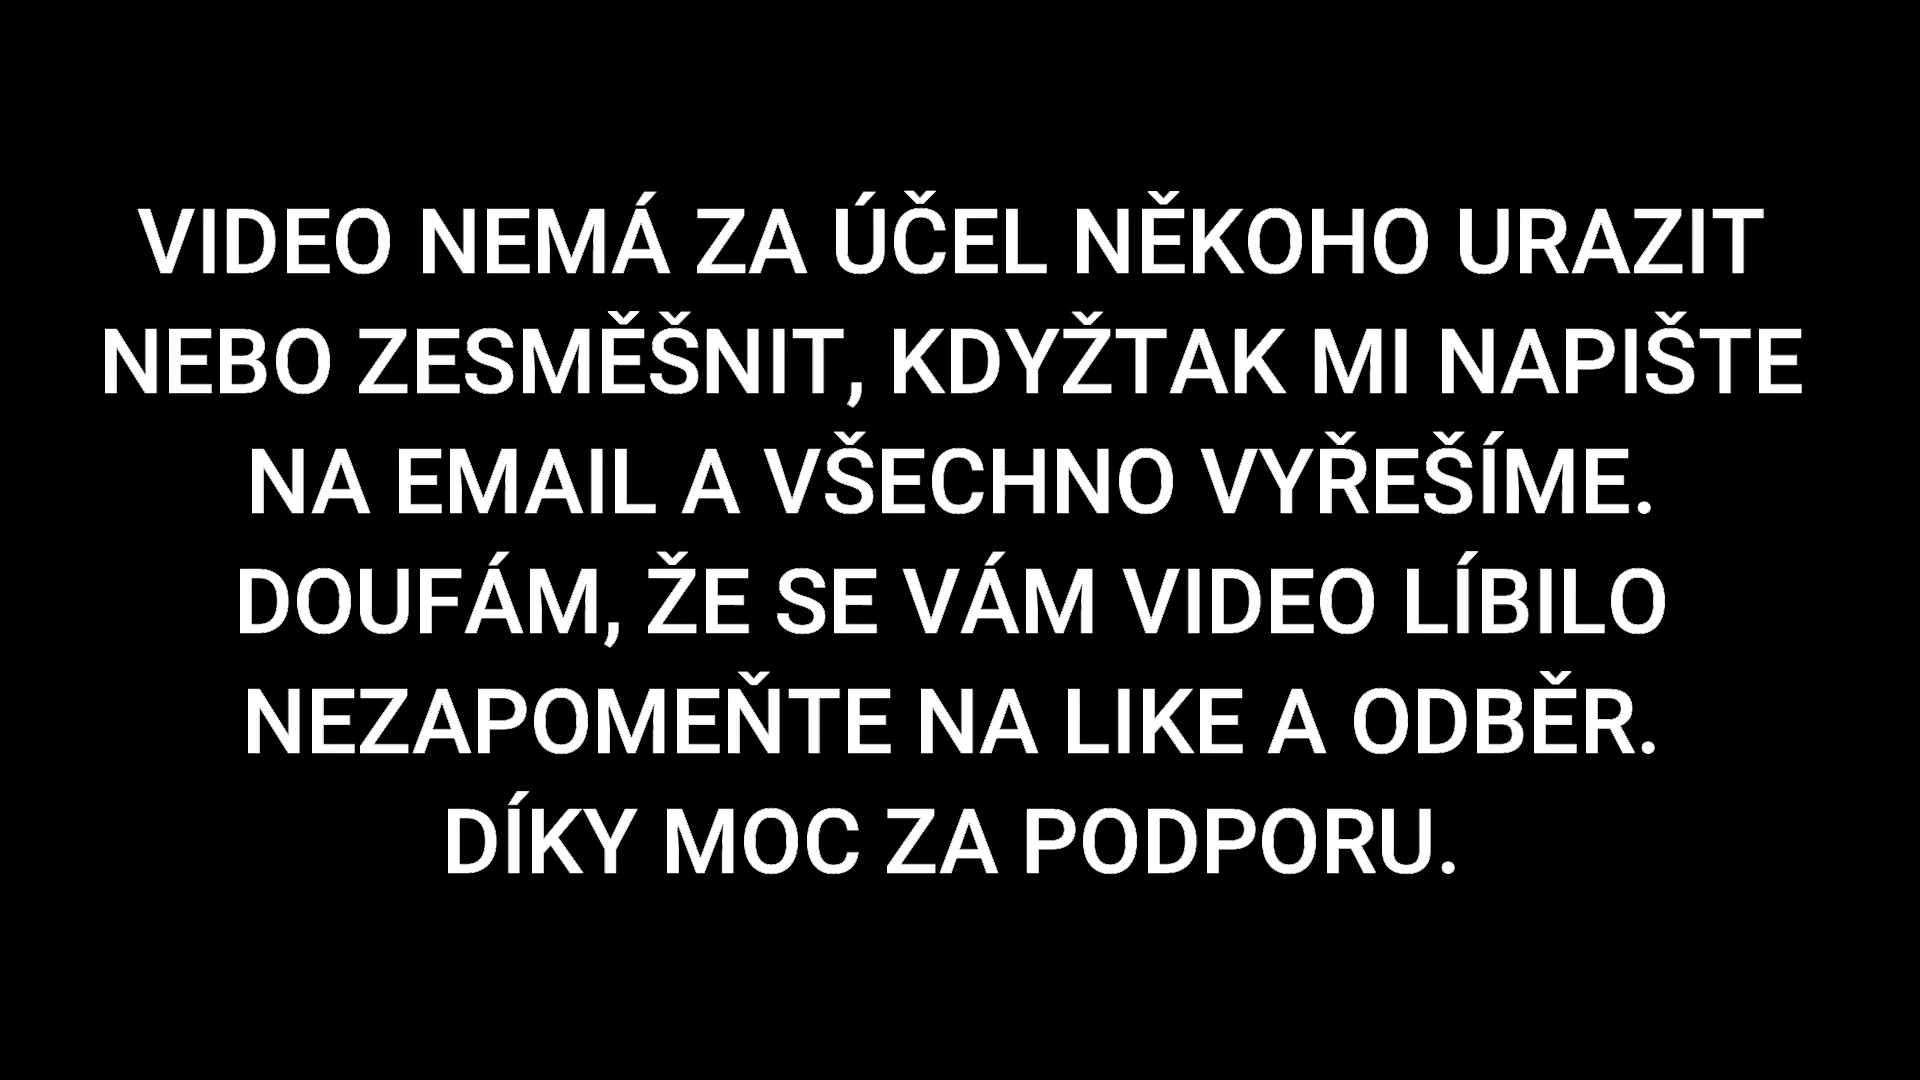 VIDEO NEMÁ ZA ÚČEL NĚKOHO URAZIT
NEBO ZESMĚŠNIT, KDYŽTAK MI NAPIŠTE
NA EMAIL A VŠECHNO VYŘEŠÍME.
DOUFÁM, ŽE SE VÁM VIDEO LÍBILO
NEZAPOMEŇTE NA LIKE A ODBĚR.
DÍKY MOC ZA PODPORU.